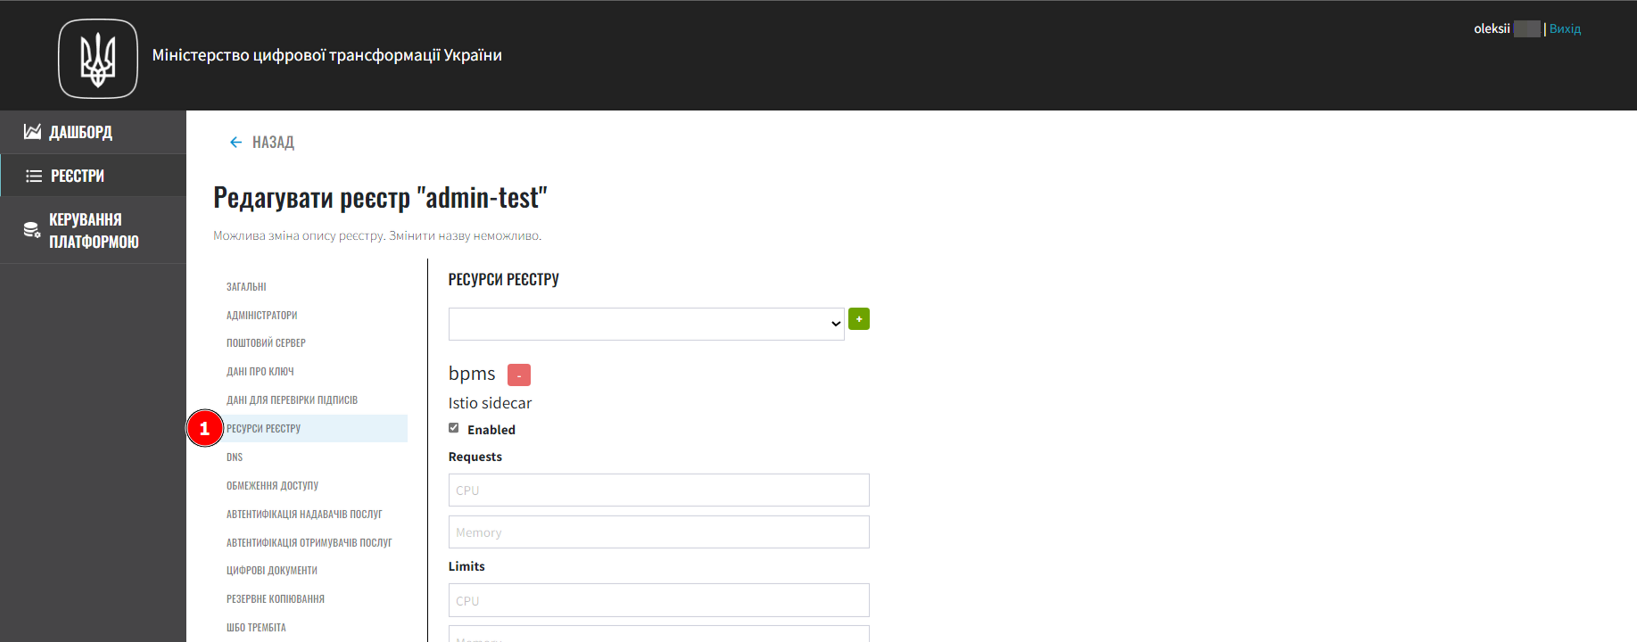 Міністерство цифрової трансформації України
oleksii | Вихід
ДАШБОРД
РЕЄСТРИ
КЕРУВАННЯ
ПЛАТФОРМОЮ
← НАЗАД
Редагувати реєстр "admin-test"
Можлива зміна опису реєстру. Змінити назву неможливо.
ЗАГАЛЬНІ
АДМІНІСТРАТОРИ
ПОШТОВИЙ СЕРВЕР
ДАНІ ПРО КЛЮЧ
ДАНІ ДЛЯ ПЕРЕВІРКИ ПІДПИСІВ
1 РЕСУРСИ РЕЄСТРУ
DNS
ОБМЕЖЕННЯ ДОСТУПУ
АВТЕНТИФІКАЦІЯ НАДАВАЧІВ ПОСЛУГ
АВТЕНТИФІКАЦІЯ ОТРИМУВАЧІВ ПОСЛУГ
ЦИФРОВІ ДОКУМЕНТИ
РЕЗЕРВНЕ КОПІЮВАННЯ
ШБО ТРЕМБІТА
РЕСУРСИ РЕЄСТРУ
+
bpms -
Istio sidecar
Enabled
Requests
CPU
Memory
Limits
CPU
Memory